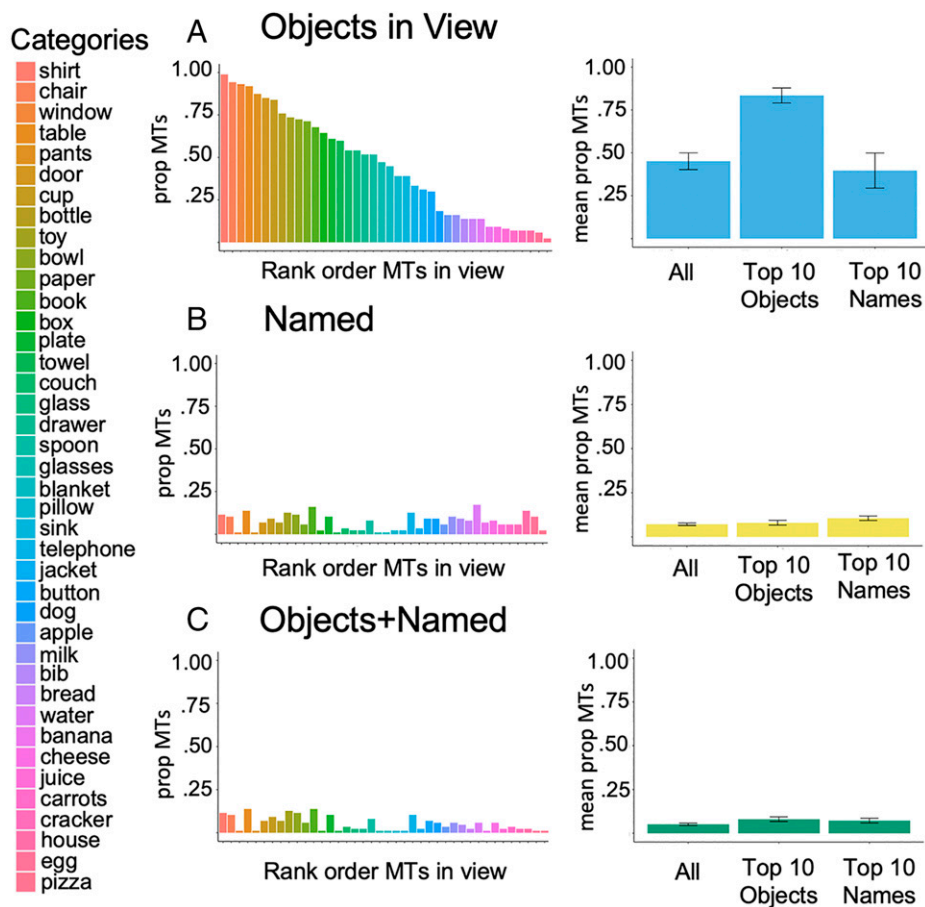 Categories
shirt
chair
window
table
pants
door
cup
bottle
toy
bowl
paper
book
box
plate
towel
couch
glass
drawer
spoon
glasses
blanket
pillow
sink
telephone
jacket
button
dog
apple
milk
bib
bread
water
banana
cheese
juice
carrots
cracker
house
egg
pizza
A Objects in View
prop MTs
1.00
.75
.50
.25
Rank order MTs in view
mean prop MTs
1.00
.75
.50
.25
All
Top 10
Objects
Top 10
Names
B Named
prop MTs
1.00
.75
.50
.25
Rank order MTs in view
mean prop MTs
1.00
.75
.50
.25
All
Top 10
Objects
Top 10
Names
C Objects+Named
prop MTs
1.00
.75
.50
.25
Rank order MTs in view
mean prop MTs
1.00
.75
.50
.25
All
Top 10
Objects
Top 10
Names